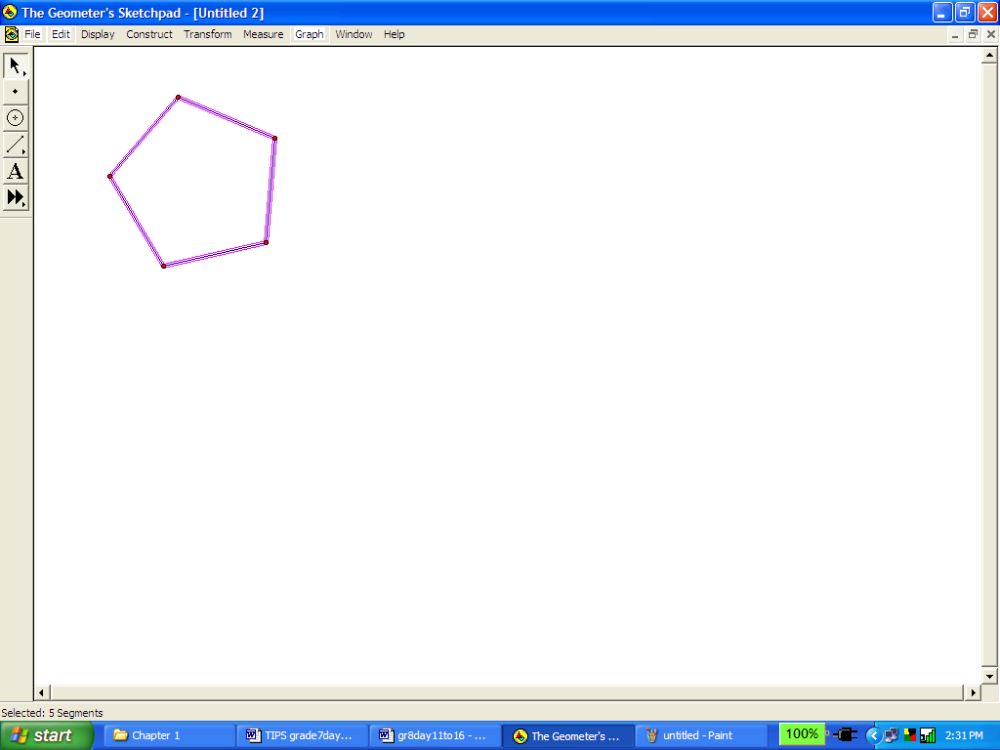 The Geometer's Sketchpad - [Untitled 2]
File Edit Display Construct Transform Measure Graph Window Help
A
Selected: 5 Segments
start Chapter 1 TIPS grade7day... gr8day11to16 - ... The Geometer's ... untitled - Paint 100% 2:31 PM